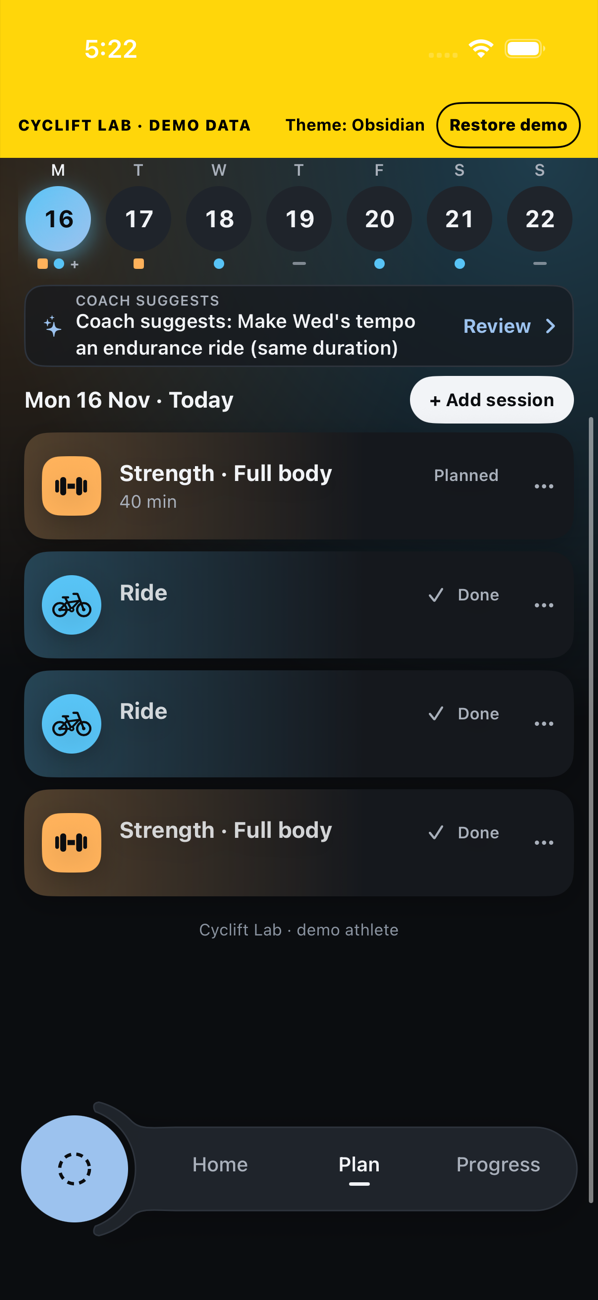 5:22
CYCLIFT LAB · DEMO DATA
Theme: Obsidian
Restore demo
M T W T F S S
16 17 18 19 20 21 22
+
COACH SUGGESTS
Coach suggests: Make Wed's tempo
an endurance ride (same duration)
Review
Mon 16 Nov · Today
+ Add session
Strength · Full body
Planned
40 min
Ride
Done
Ride
Done
Strength · Full body
Done
Cyclift Lab · demo athlete
Home
Plan
Progress